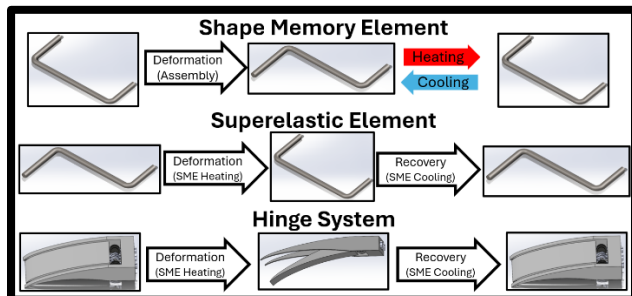 Shape Memory Element
Deformation
(Assembly)
Heating
Cooling
Superelastic Element
Deformation
(SME Heating)
Recovery
(SME Cooling)
Hinge System
Deformation
(SME Heating)
Recovery
(SME Cooling)